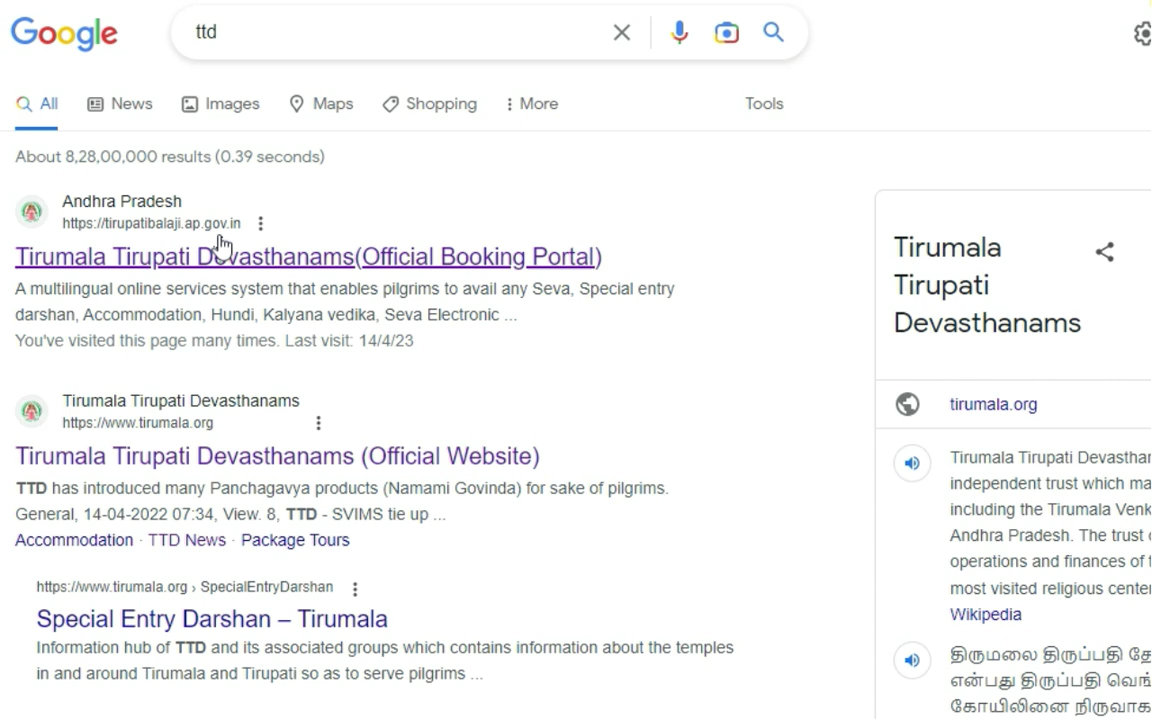 Google
ttd
All
News
Images
Maps
Shopping
More
Tools
About 8,28,00,000 results (0.39 seconds)
Andhra Pradesh
https://tirupatibalaji.ap.gov.in
Tirumala Tirupati Devasthanams(Official Booking Portal)
A multilingual online services system that enables pilgrims to avail any Seva, Special entry
darshan, Accommodation, Hundi, Kalyana vedika, Seva Electronic ...
You've visited this page many times. Last visit: 14/4/23
Tirumala Tirupati Devasthanams
https://www.tirumala.org
Tirumala Tirupati Devasthanams (Official Website)
TTD has introduced many Panchagavya products (Namami Govinda) for sake of pilgrims.
General, 14-04-2022 07:34, View. 8, TTD - SVIMS tie up ...
Accommodation · TTD News · Package Tours
https://www.tirumala.org › SpecialEntryDarshan
Special Entry Darshan – Tirumala
Information hub of TTD and its associated groups which contains information about the temples
in and around Tirumala and Tirupati so as to serve pilgrims ...
Tirumala
Tirupati
Devasthanams
tirumala.org
Tirumala Tirupati Devasthan
independent trust which ma
including the Tirumala Venk
Andhra Pradesh. The trust
operations and finances of
most visited religious center
Wikipedia
திருமலை திருப்பதி தே
என்பது திருப்பதி வெங்
கோயிலினை நிருவாக